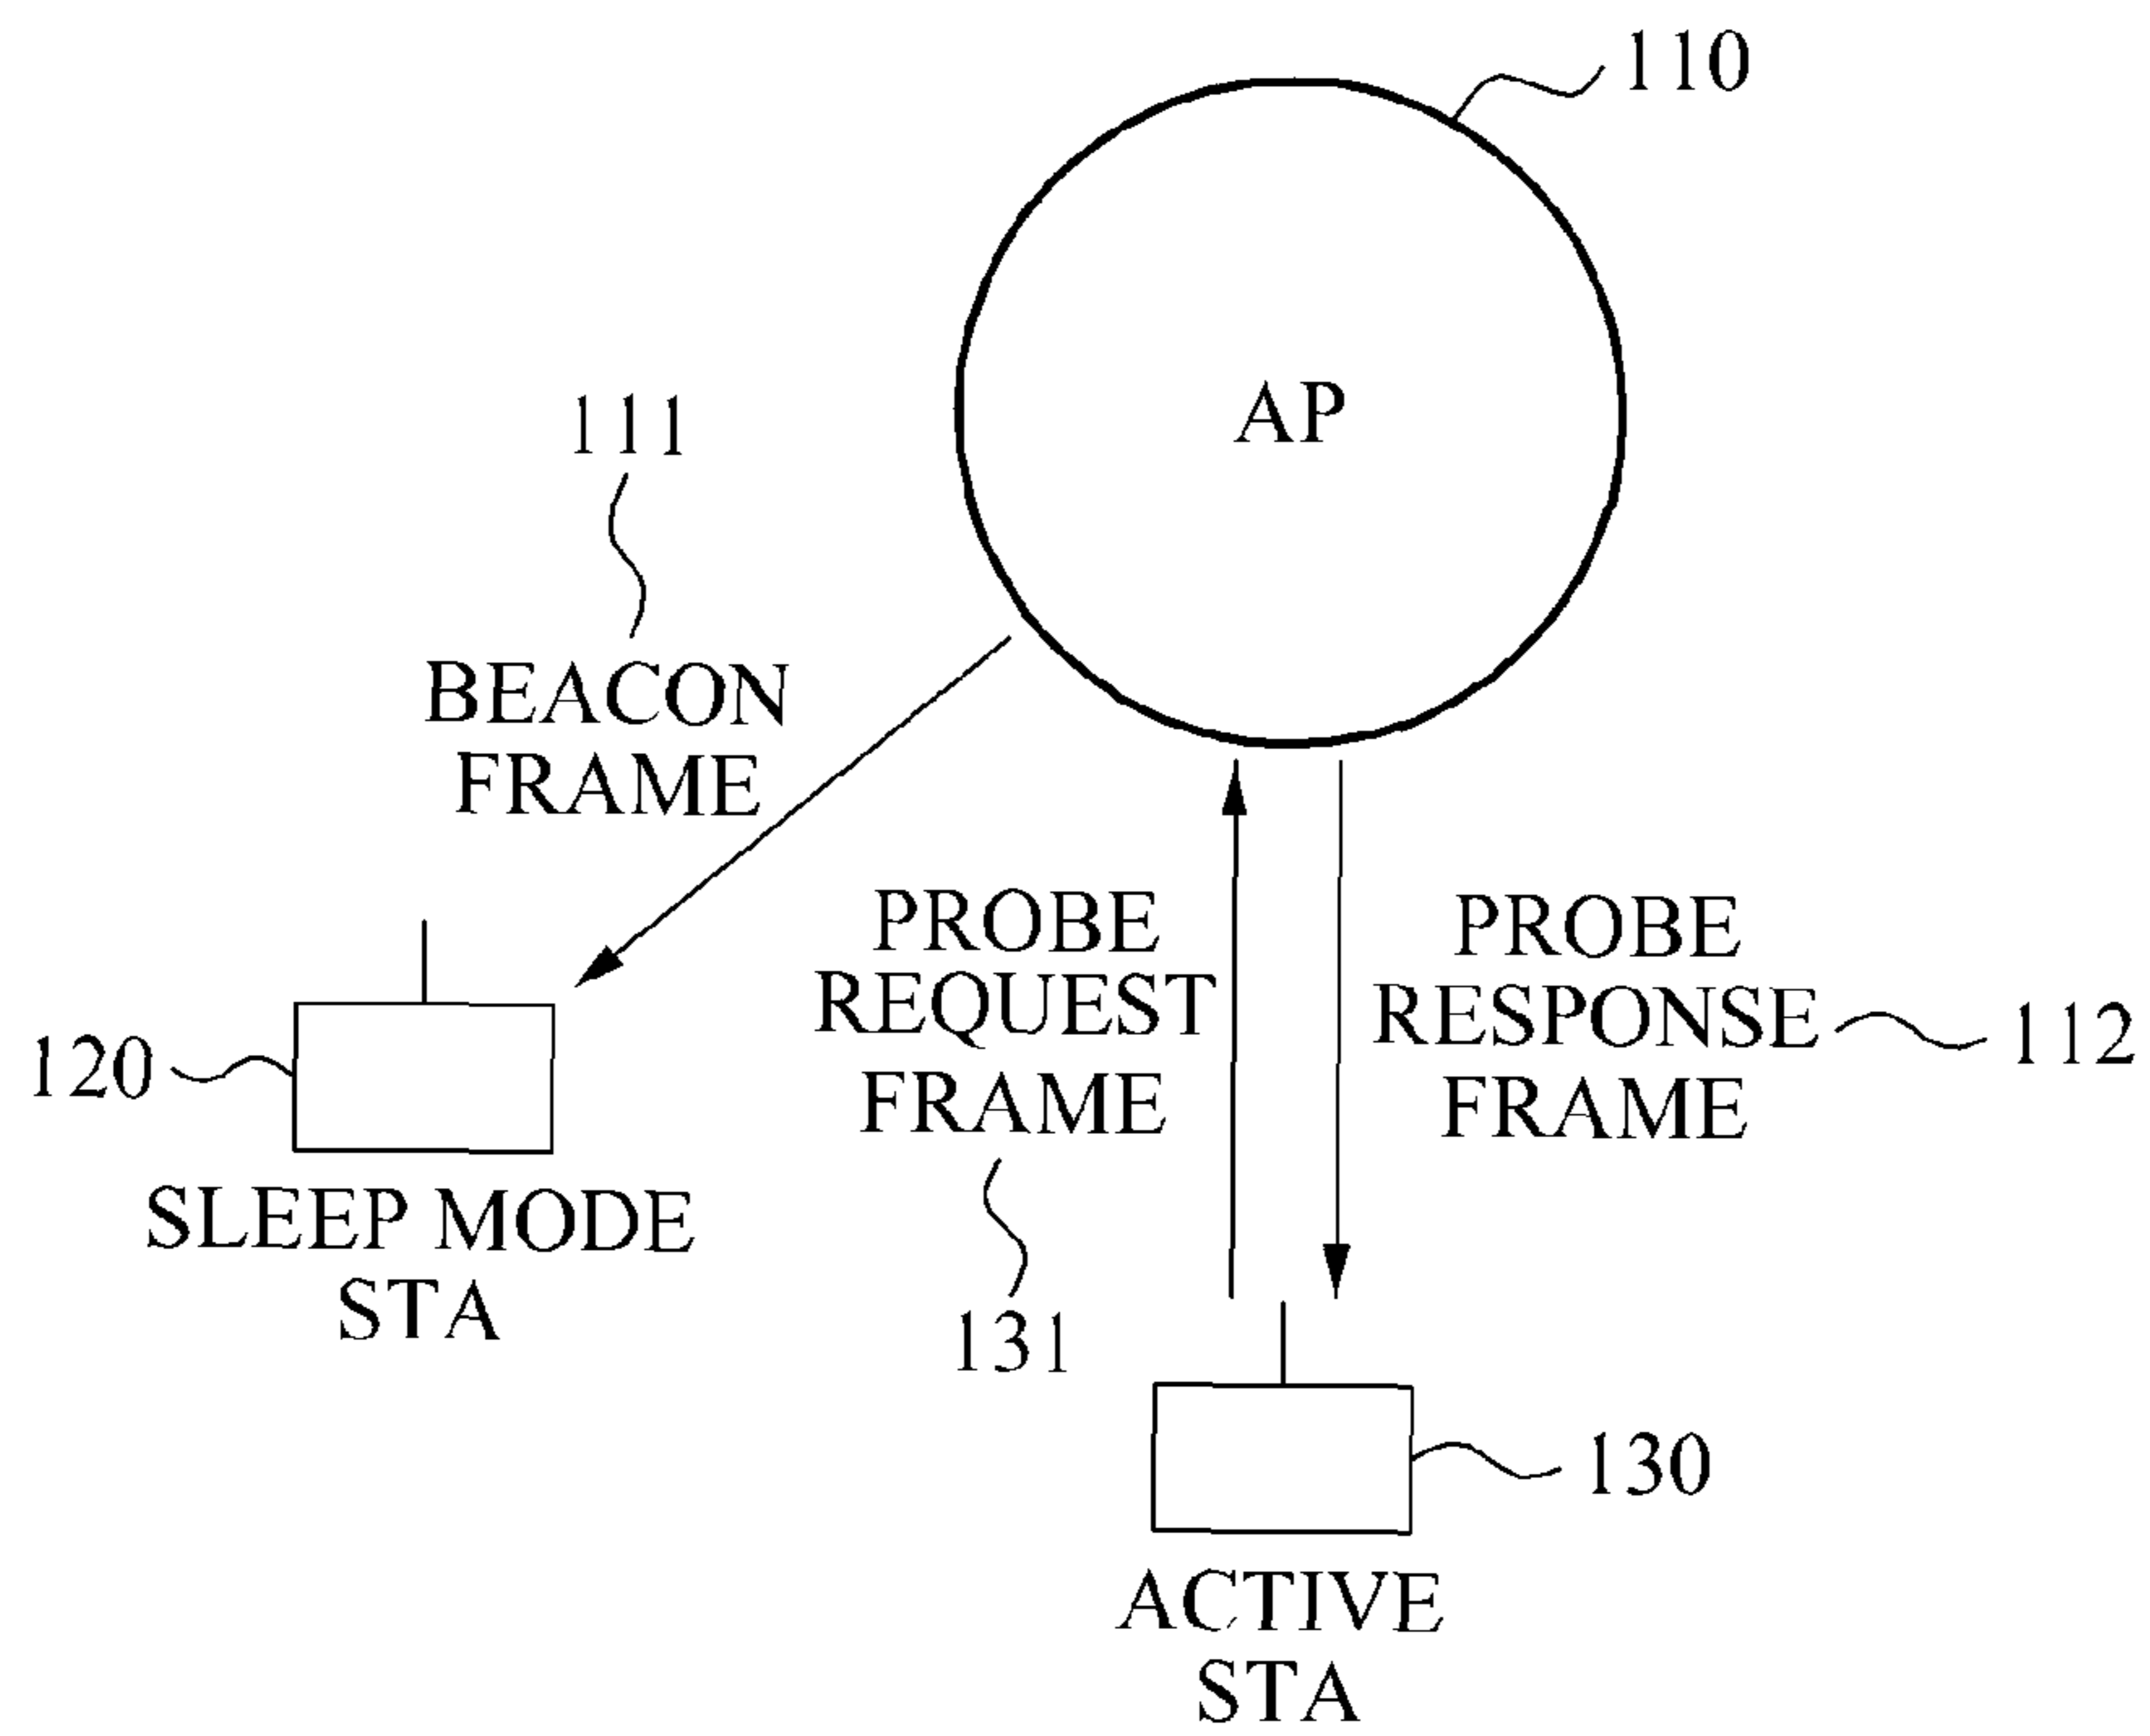 110
AP
111
BEACON
FRAME
PROBE
REQUEST
FRAME
131
PROBE
RESPONSE
FRAME
112
120
SLEEP MODE
STA
130
ACTIVE
STA